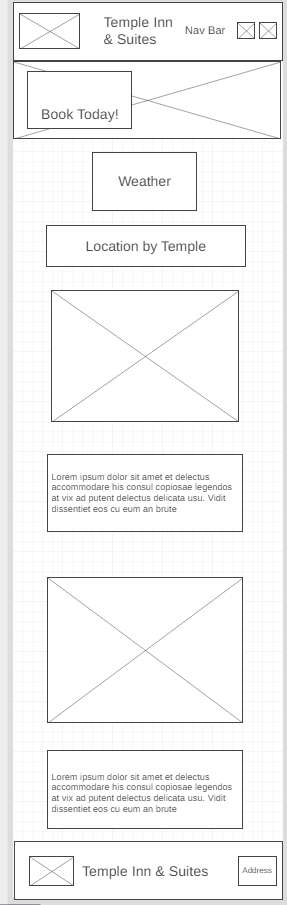 Temple Inn
& Suites
Nav Bar
Book Today!
Weather
Location by Temple
Lorem ipsum dolor sit amet et delectus
accommodare his consul copiosae legendos
at vix ad putent delectus delicata usu. Vidit
dissentiet eos cu eum an brute
Lorem ipsum dolor sit amet et delectus
accommodare his consul copiosae legendos
at vix ad putent delectus delicata usu. Vidit
dissentiet eos cu eum an brute
Temple Inn & Suites
Address